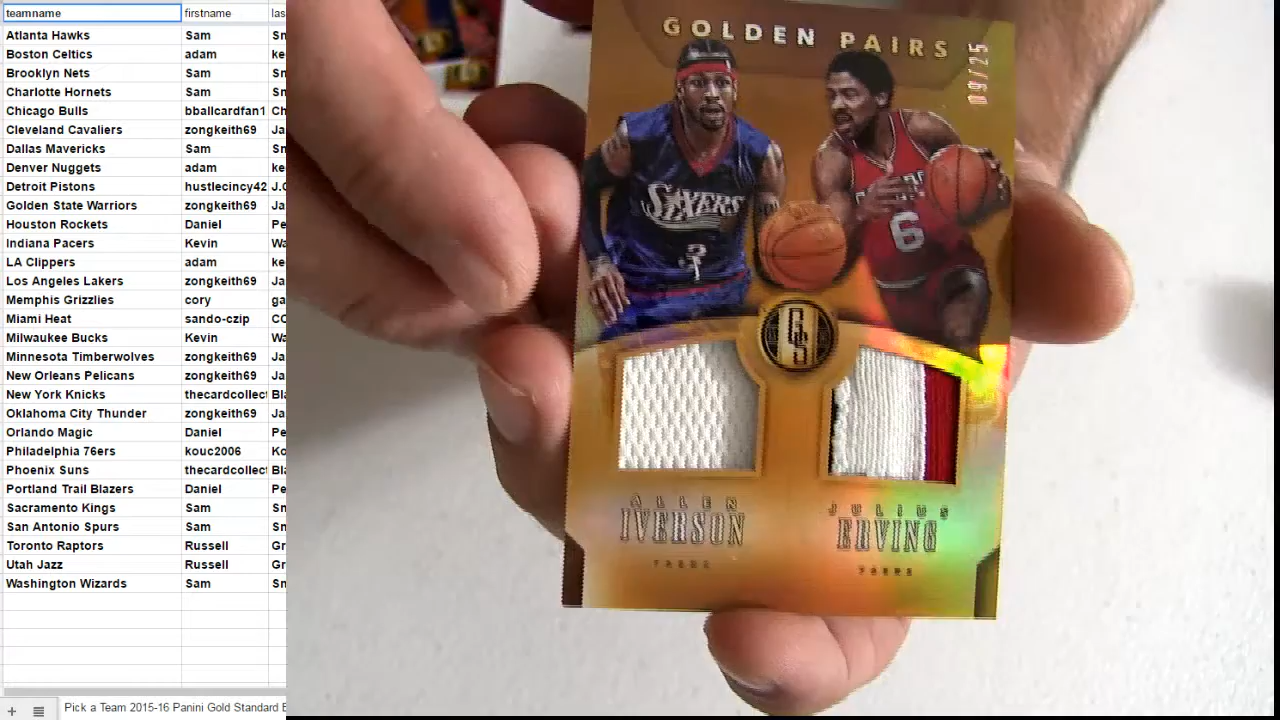 teamname firstname las
Atlanta Hawks Sam Sn
Boston Celtics adam ke
Brooklyn Nets Sam Sn
Charlotte Hornets Sam Sn
Chicago Bulls bballcardfan1 Ch
Cleveland Cavaliers zongkeith69 Ja
Dallas Mavericks Sam Sn
Denver Nuggets adam ke
Detroit Pistons hustlecincy42 J.C
Golden State Warriors zongkeith69 Ja
Houston Rockets Daniel Pe
Indiana Pacers Kevin Wa
LA Clippers adam ke
Los Angeles Lakers zongkeith69 Ja
Memphis Grizzlies cory ga
Miami Heat sando-czip CC
Milwaukee Bucks Kevin Wa
Minnesota Timberwolves zongkeith69 Ja
New Orleans Pelicans zongkeith69 Ja
New York Knicks thecardcollect Bla
Oklahoma City Thunder zongkeith69 Ja
Orlando Magic Daniel Pe
Philadelphia 76ers kouc2006 Ko
Phoenix Suns thecardcollect Bla
Portland Trail Blazers Daniel Pe
Sacramento Kings Sam Sn
San Antonio Spurs Sam Sn
Toronto Raptors Russell Gr
Utah Jazz Russell Gr
Washington Wizards Sam Sn
Pick a Team 2015-16 Panini Gold Standard B
GOLDEN PAIRS
09/25
SIXERS
3
6
GS
ALLEN
IVERSON
76ERS
JULIUS
ERVING
76ERS